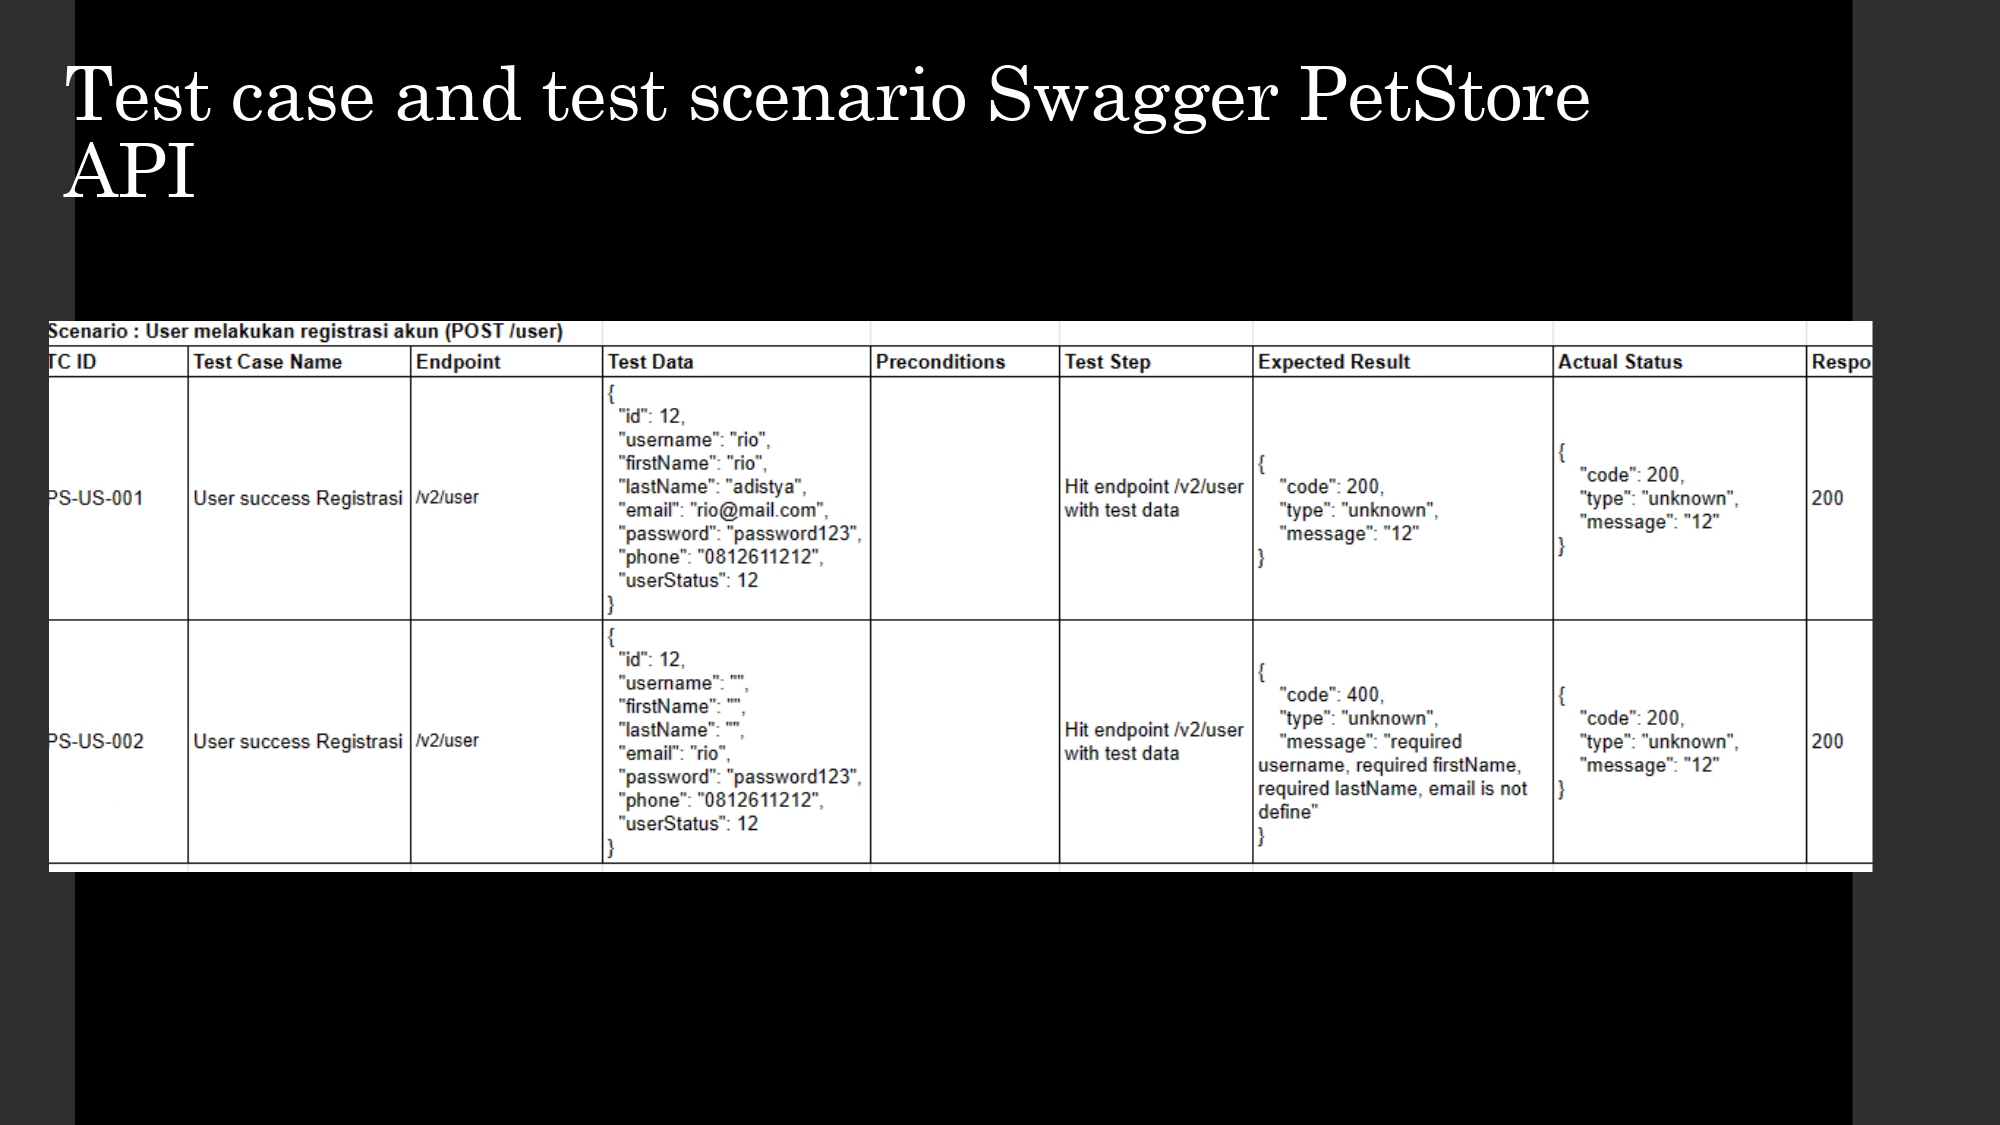 Test case and test scenario Swagger PetStore
API
Scenario : User melakukan registrasi akun (POST /user)
TC ID
Test Case Name
Endpoint
Test Data
Preconditions
Test Step
Expected Result
Actual Status
Respo
PS-US-001
User success Registrasi
/v2/user
{
"id": 12,
"username": "rio",
"firstName": "rio",
"lastName": "adistya",
"email": "rio@mail.com",
"password": "password123",
"phone": "0812611212",
"userStatus": 12
}
Hit endpoint /v2/user
with test data
{
"code": 200,
"type": "unknown",
"message": "12"
}
{
"code": 200,
"type": "unknown",
"message": "12"
}
200
PS-US-002
User success Registrasi
/v2/user
{
"id": 12,
"username": "",
"firstName": "",
"lastName": "",
"email": "rio",
"password": "password123",
"phone": "0812611212",
"userStatus": 12
}
Hit endpoint /v2/user
with test data
{
"code": 400,
"type": "unknown",
"message": "required
username, required firstName,
required lastName, email is not
define"
}
{
"code": 200,
"type": "unknown",
"message": "12"
}
200